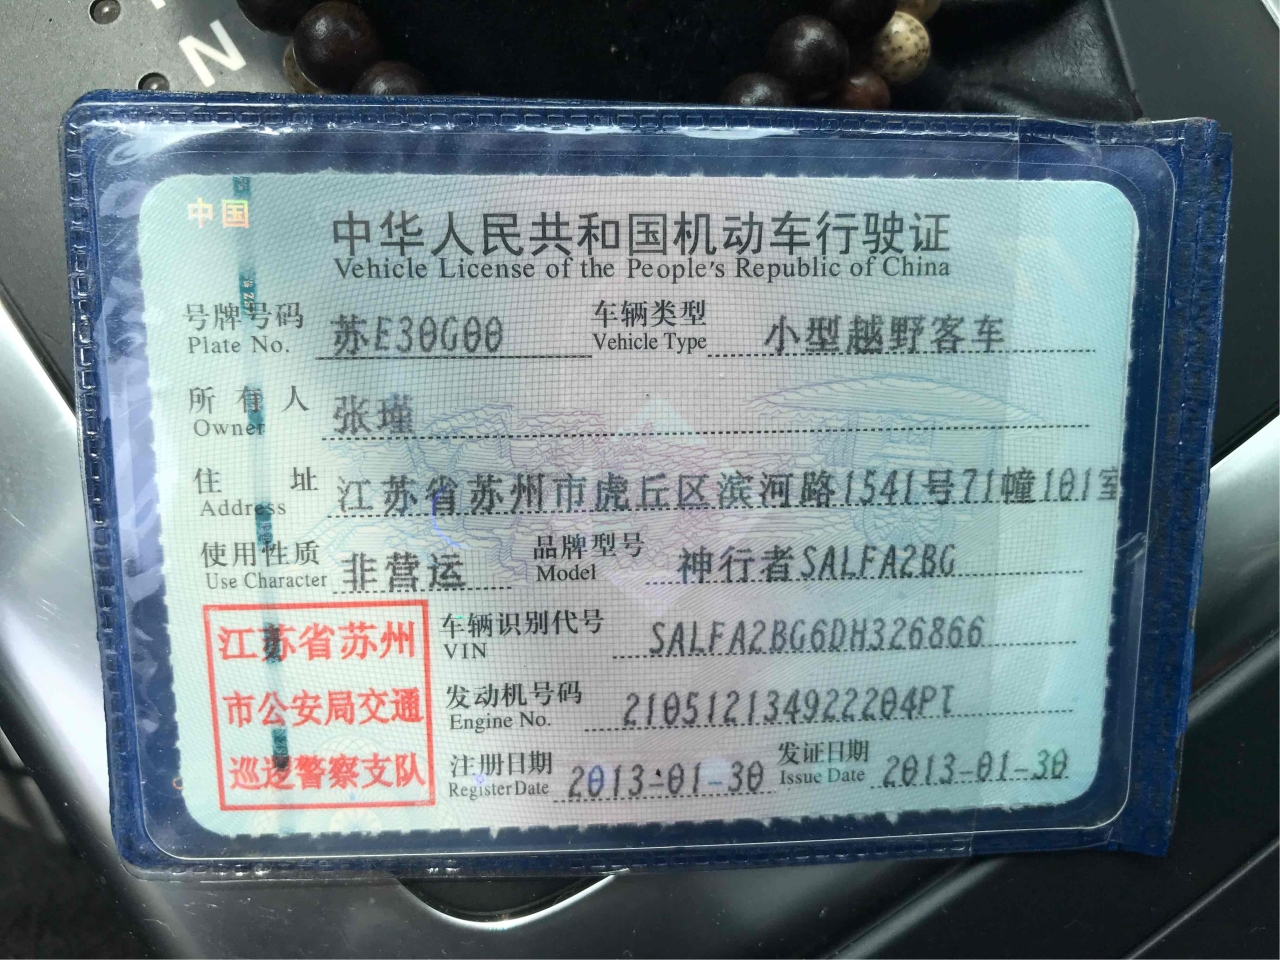 N
中国
中华人民共和国机动车行驶证
Vehicle License of the People's Republic of China
号牌号码 苏E30G00 车辆类型 小型越野客车
Plate No. Vehicle Type
所有人 张瑾
Owner
住址 江苏省苏州市虎丘区滨河路1541号71幢101室
Address
使用性质 非营运 品牌型号 神行者SALFA2BG
Use Character Model
江苏省苏州
市公安局交通
巡逻警察支队
车辆识别代号 SALFA2BG6DH326866
VIN
发动机号码 210512134922204PT
Engine No.
注册日期 2013-01-30 发证日期 2013-01-30
Register Date Issue Date